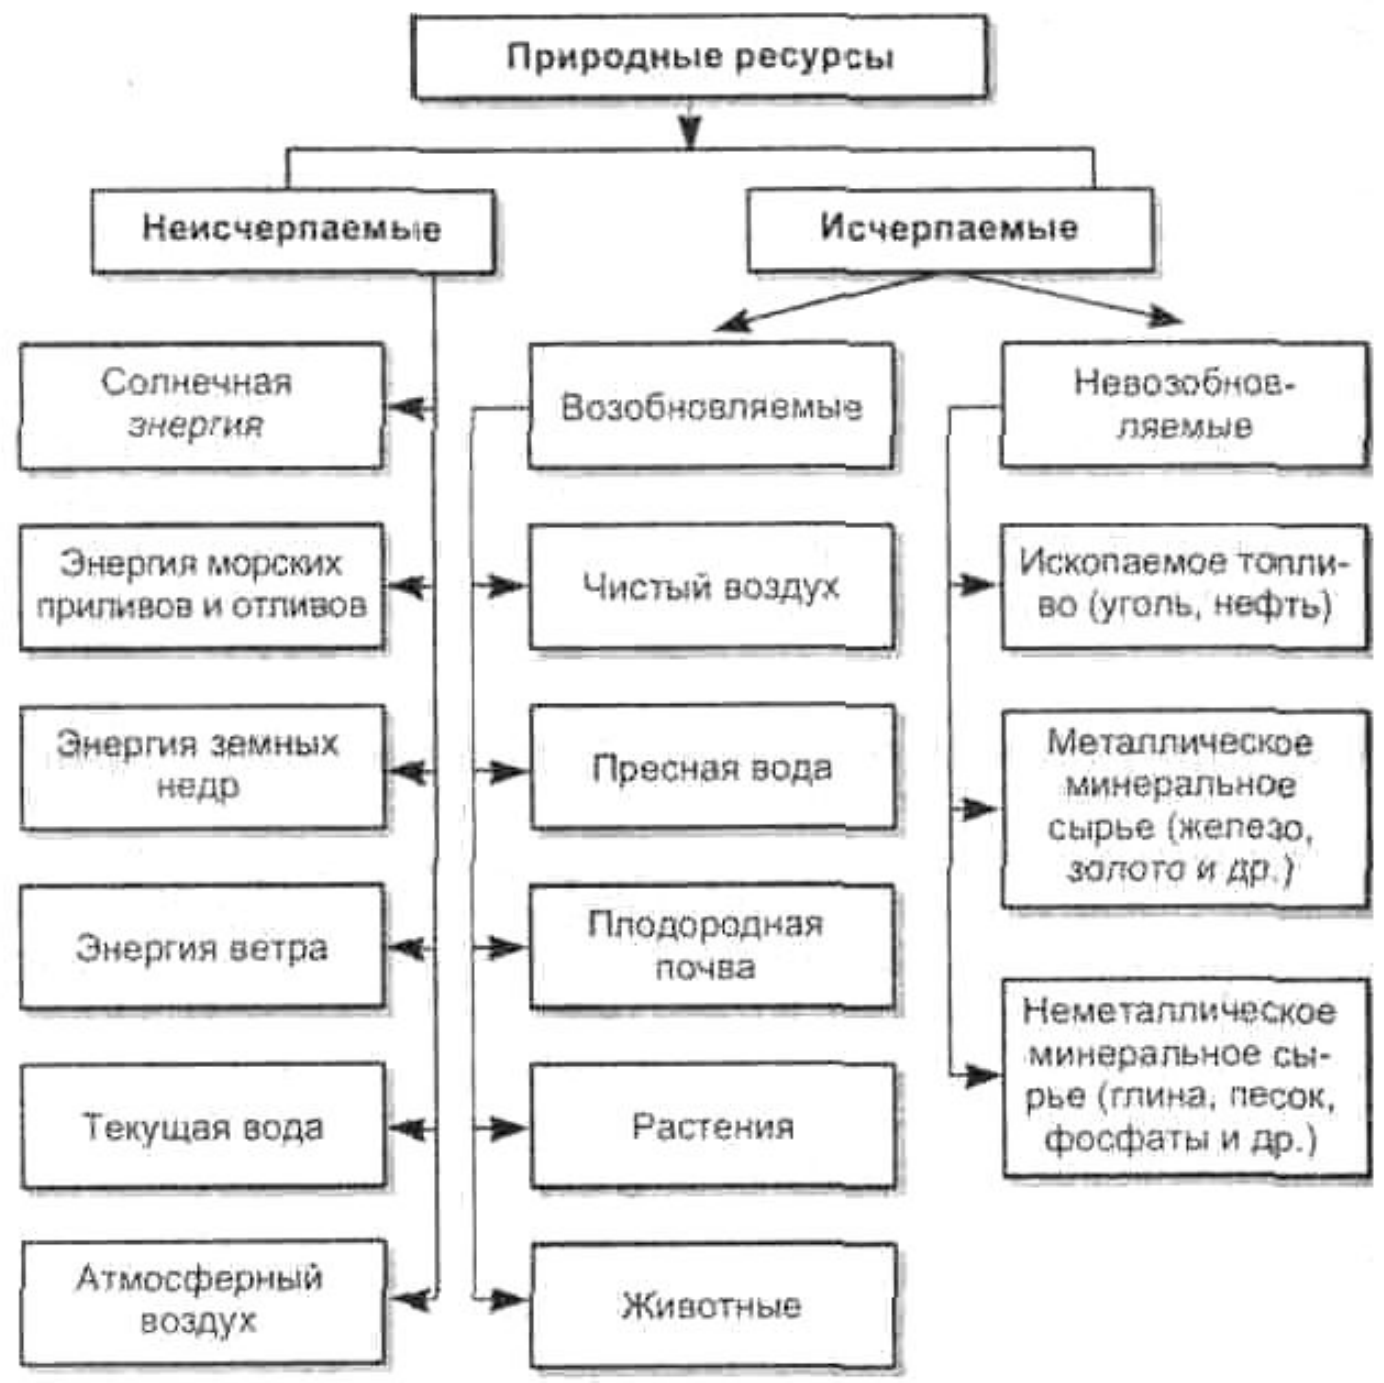 Природные ресурсы
Неисчерпаемые
Исчерпаемые
Солнечная
энергия
Возобновляемые
Невозобнов-
ляемые
Энергия морских
приливов и отливов
Чистый воздух
Ископаемое топли-
во (уголь, нефть)
Энергия земных
недр
Пресная вода
Металлическое
минеральное
сырье (железо,
золото и др.)
Энергия ветра
Плодородная
почва
Неметаллическое
минеральное сы-
рье (глина, песок,
фосфаты и др.)
Текущая вода
Растения
Атмосферный
воздух
Животные